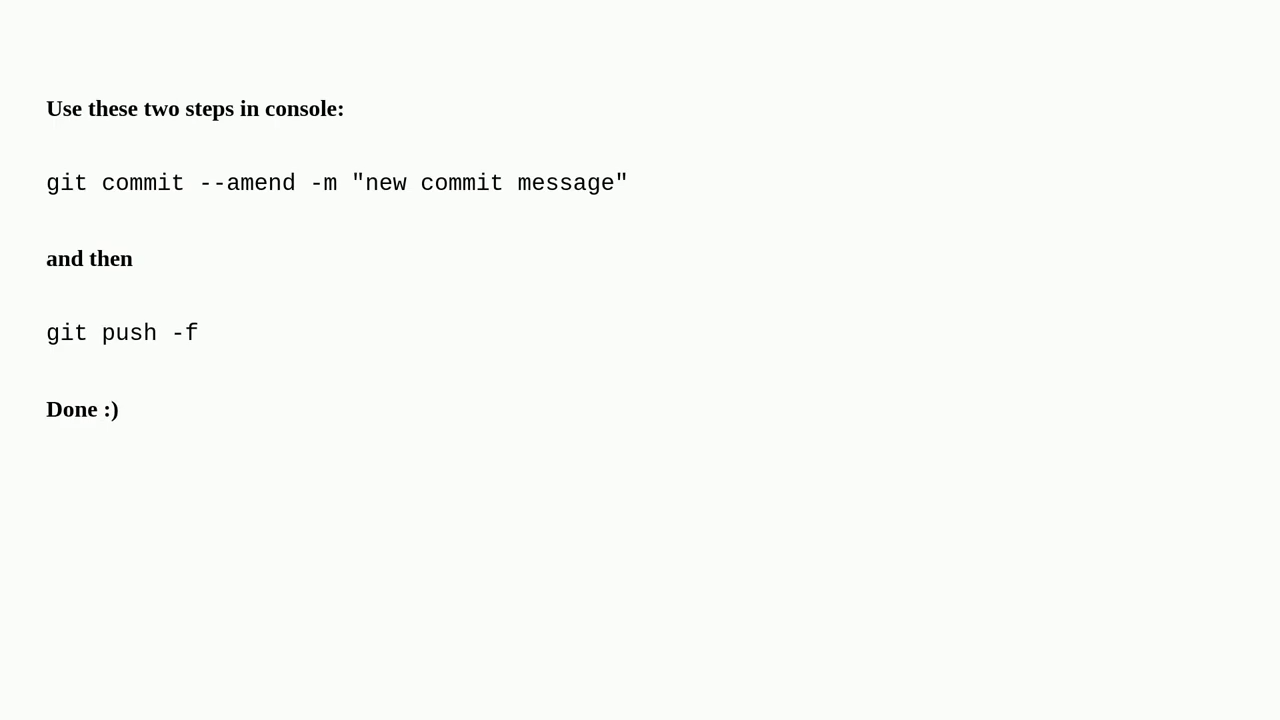 Use these two steps in console:
git commit --amend -m "new commit message"
and then
git push -f
Done :)